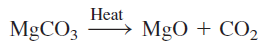 Heat
MgCO₃ ⟶ MgO + CO₂